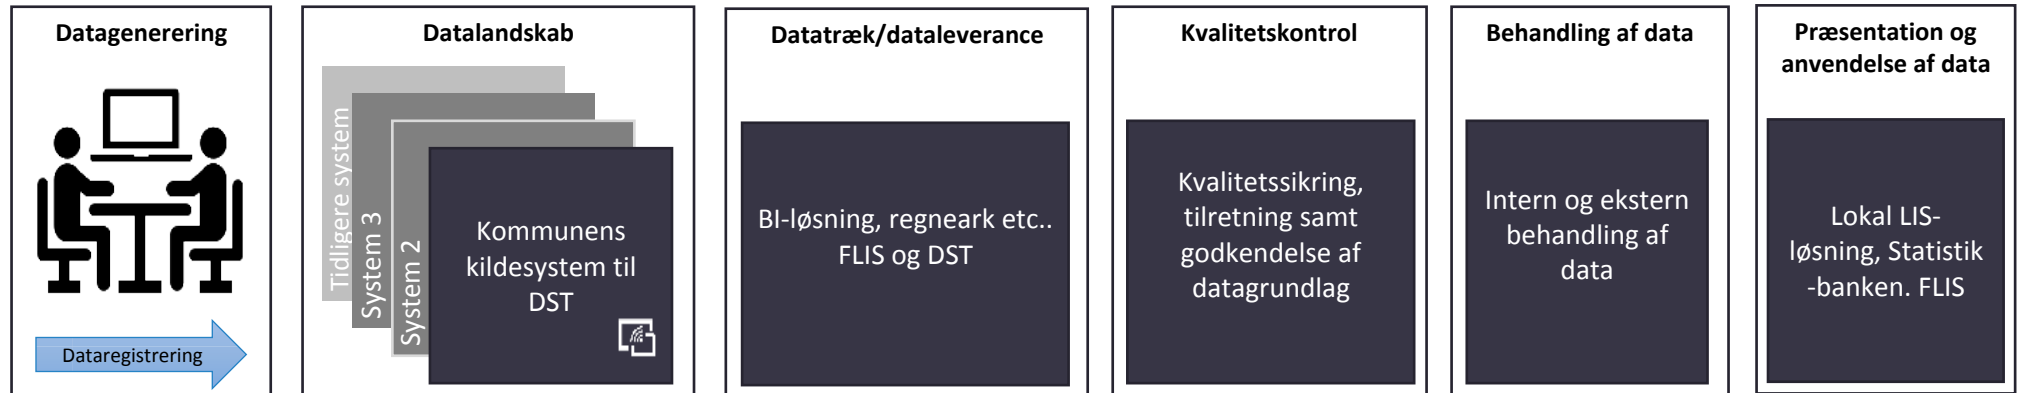 Datagenerering
Dataregistrering
Datalandskab
Tidligere system
System 3
System 2
Kommunens
kildesystem til
DST
Datatræk/dataleverance
BI-løsning, regneark etc..
FLIS og DST
Kvalitetskontrol
Kvalitetssikring,
tilretning samt
godkendelse af
datagrundlag
Behandling af data
Intern og ekstern
behandling af
data
Præsentation og
anvendelse af data
Lokal LIS-
løsning, Statistik
-banken. FLIS